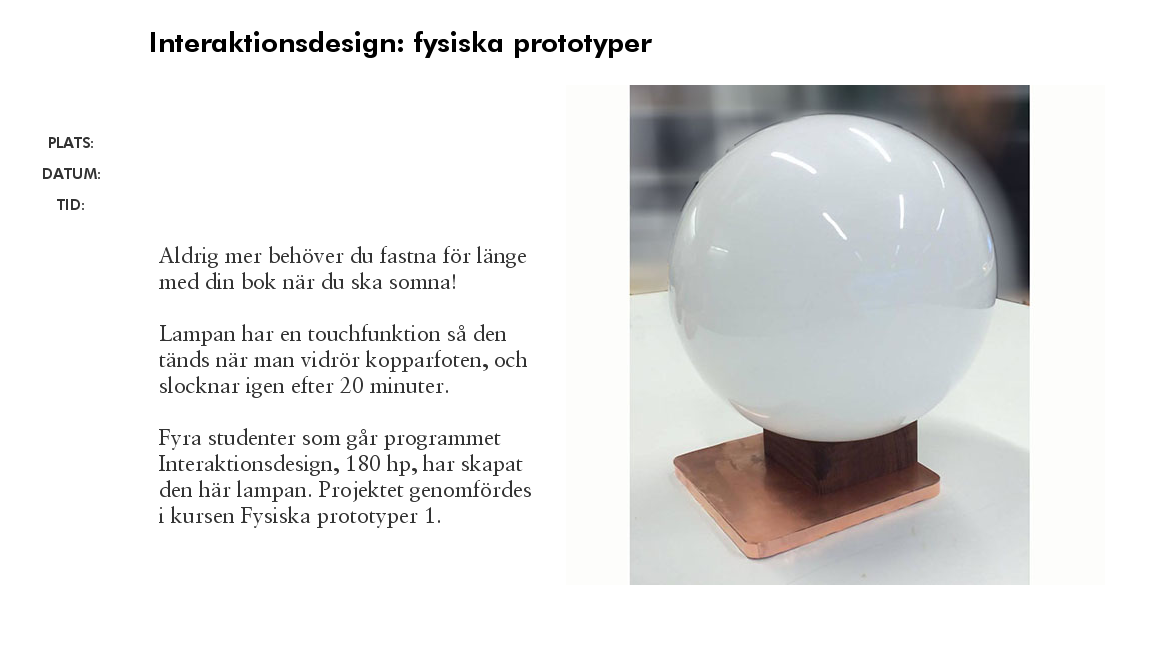 Interaktionsdesign: fysiska prototyper
PLATS:
DATUM:
TID:
Aldrig mer behöver du fastna för länge
med din bok när du ska somna!
Lampan har en touchfunktion så den
tänds när man vidrör kopparfoten, och
slocknar igen efter 20 minuter.
Fyra studenter som går programmet
Interaktionsdesign, 180 hp, har skapat
den här lampan. Projektet genomfördes
i kursen Fysiska prototyper 1.